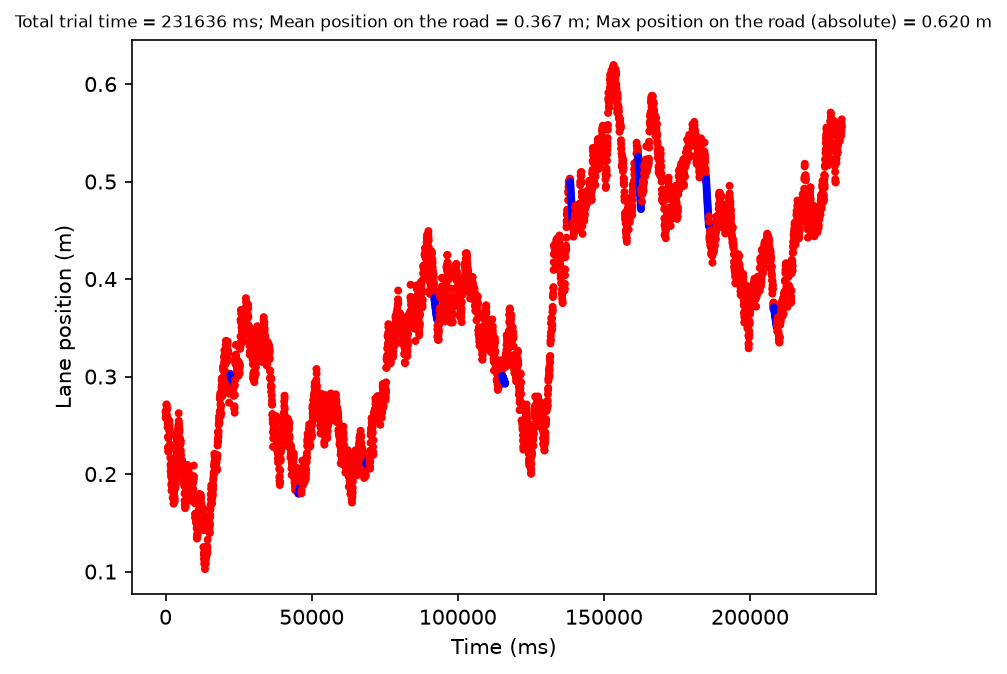 Total trial time = 231636 ms; Mean position on the road = 0.367 m; Max position on the road (absolute) = 0.620 m
0.6
0.5
0.4
0.3
0.2
0.1
Lane position (m)
0 50000 100000 150000 200000
Time (ms)